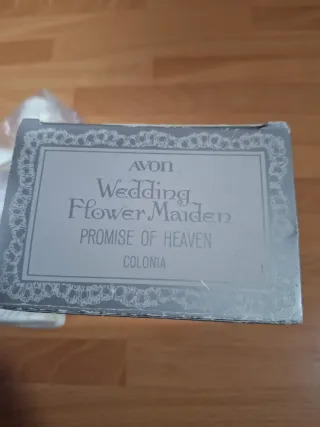 AVON
Wedding
Flower Maiden
PROMISE OF HEAVEN
COLONIA